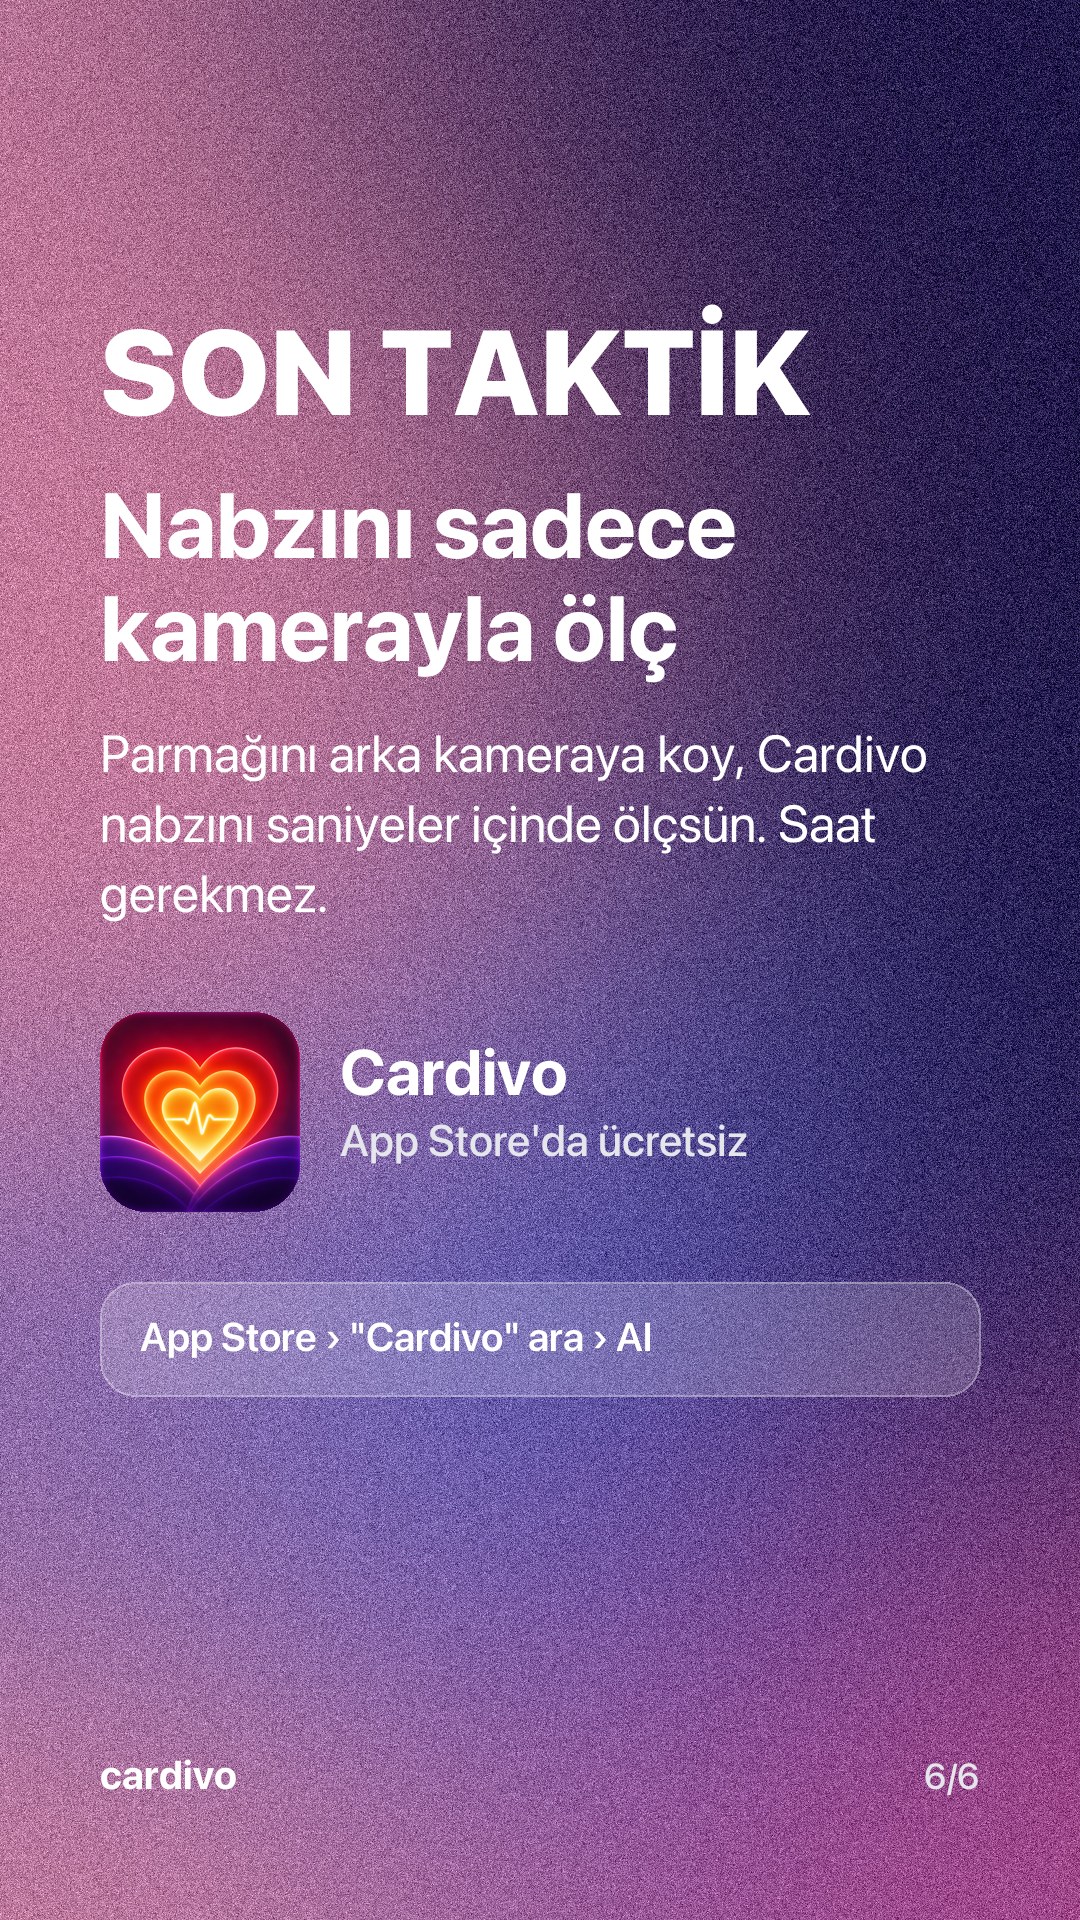 SON TAKTİK
Nabzını sadece
kamerayla ölç
Parmağını arka kameraya koy, Cardivo
nabzını saniyeler içinde ölçsün. Saat
gerekmez.
Cardivo
App Store'da ücretsiz
App Store › "Cardivo" ara › Al
cardivo
6/6